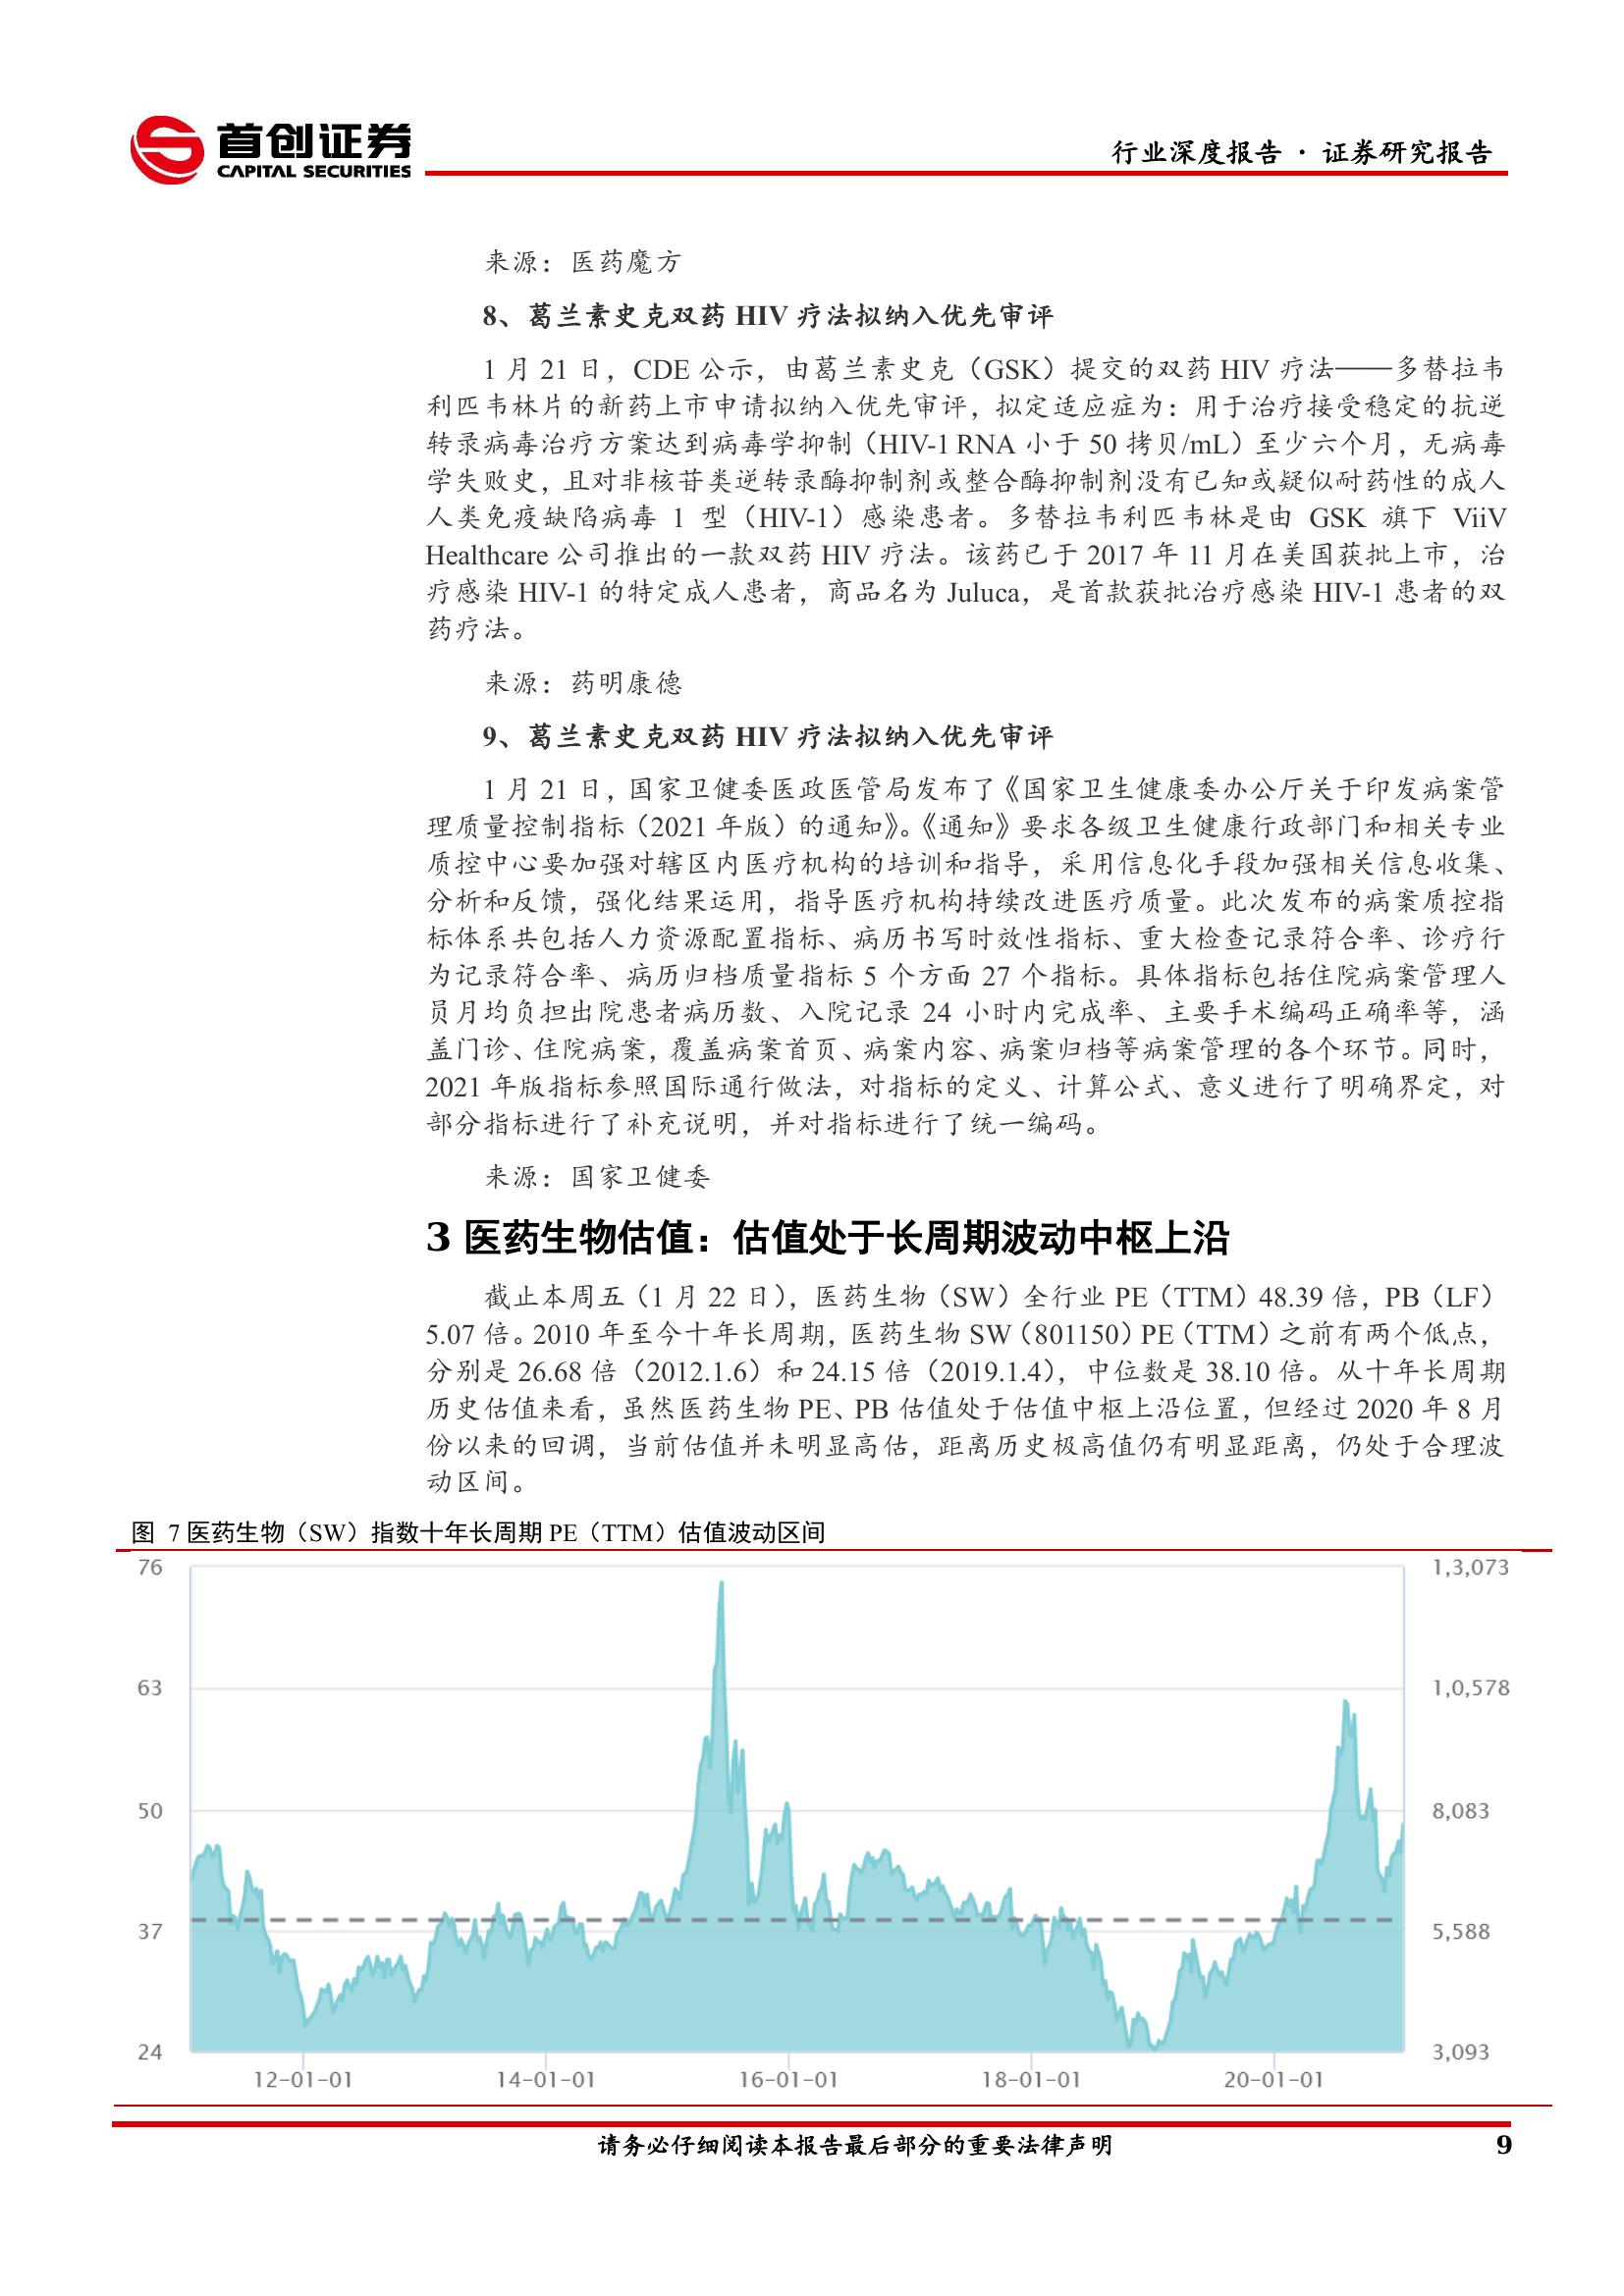 首创证券
CAPITAL SECURITIES
行业深度报告 · 证券研究报告
来源：医药魔方
8、葛兰素史克双药 HIV 疗法拟纳入优先审评
1 月 21 日，CDE 公示，由葛兰素史克（GSK）提交的双药 HIV 疗法——多替拉韦
利匹韦林片的新药上市申请拟纳入优先审评，拟定适应症为：用于治疗接受稳定的抗逆
转录病毒治疗方案达到病毒学抑制（HIV-1 RNA 小于 50 拷贝/mL）至少六个月，无病毒
学失败史，且对非核苷类逆转录酶抑制剂或整合酶抑制剂没有已知或疑似耐药性的成人
人类免疫缺陷病毒 1 型（HIV-1）感染患者。多替拉韦利匹韦林是由 GSK 旗下 ViiV
Healthcare 公司推出的一款双药 HIV 疗法。该药已于 2017 年 11 月在美国获批上市，治
疗感染 HIV-1 的特定成人患者，商品名为 Juluca，是首款获批治疗感染 HIV-1 患者的双
药疗法。
来源：药明康德
9、葛兰素史克双药 HIV 疗法拟纳入优先审评
1 月 21 日，国家卫健委医政医管局发布了《国家卫生健康委办公厅关于印发病案管
理质量控制指标（2021 年版）的通知》。《通知》要求各级卫生健康行政部门和相关专业
质控中心要加强对辖区内医疗机构的培训和指导，采用信息化手段加强相关信息收集、
分析和反馈，强化结果运用，指导医疗机构持续改进医疗质量。此次发布的病案质控指
标体系共包括人力资源配置指标、病历书写时效性指标、重大检查记录符合率、诊疗行
为记录符合率、病历归档质量指标 5 个方面 27 个指标。具体指标包括住院病案管理人
员月均负担出院患者病历数、入院记录 24 小时内完成率、主要手术编码正确率等，涵
盖门诊、住院病案，覆盖病案首页、病案内容、病案归档等病案管理的各个环节。同时，
2021 年版指标参照国际通行做法，对指标的定义、计算公式、意义进行了明确界定，对
部分指标进行了补充说明，并对指标进行了统一编码。
来源：国家卫健委
3 医药生物估值：估值处于长周期波动中枢上沿
截止本周五（1 月 22 日），医药生物（SW）全行业 PE（TTM）48.39 倍，PB（LF）
5.07 倍。2010 年至今十年长周期，医药生物 SW（801150）PE（TTM）之前有两个低点，
分别是 26.68 倍（2012.1.6）和 24.15 倍（2019.1.4），中位数是 38.10 倍。从十年长周期
历史估值来看，虽然医药生物 PE、PB 估值处于估值中枢上沿位置，但经过 2020 年 8 月
份以来的回调，当前估值并未明显高估，距离历史极高值仍有明显距离，仍处于合理波
动区间。
图 7 医药生物（SW）指数十年长周期 PE（TTM）估值波动区间
76 1,3,073
63 1,0,578
50 8,083
37 5,588
24 3,093
12-01-01 14-01-01 16-01-01 18-01-01 20-01-01
请务必仔细阅读本报告最后部分的重要法律声明 9